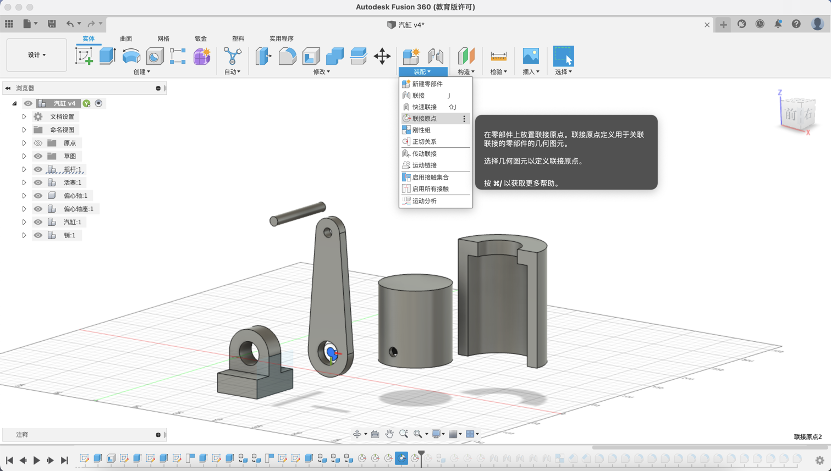 Autodesk Fusion 360 (教育版许可)
汽缸 v4*
实体 曲面 网格 钣金 塑料 实用程序
设计
创建 自动 修改 装配 构造 检验 插入 选择
浏览器
汽缸 v4
文档设置
命名视图
原点
草图
活塞:1
偏心轴:1
偏心轴座:1
汽缸:1
销:1
新建零部件
联接 J
快速联接 ⇧J
联接原点
刚性组
正切关系
传动联接
运动链接
启用接触集合
启用所有接触
运动分析
在零部件上放置联接原点。联接原点定义用于关联
联接的零部件的几何图元。
选择几何图元以定义联接原点。
按 ⌘/ 以获取更多帮助。
Z
前
左
X
注释
联接原点2